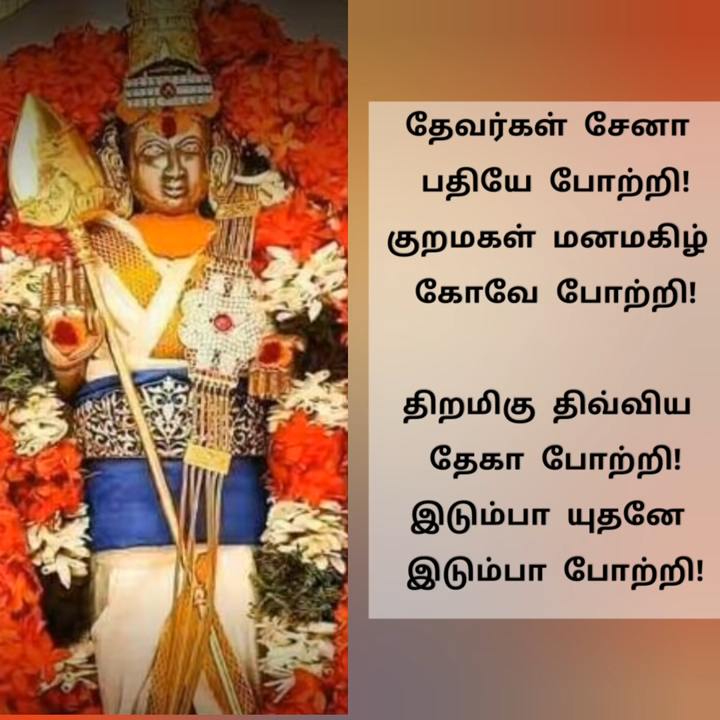 தேவர்கள் சேனா
பதியே போற்றி!
குறமகள் மனமகிழ்
கோவே போற்றி!
திறமிகு திவ்விய
தேகா போற்றி!
இடும்பா யுதனே
இடும்பா போற்றி!